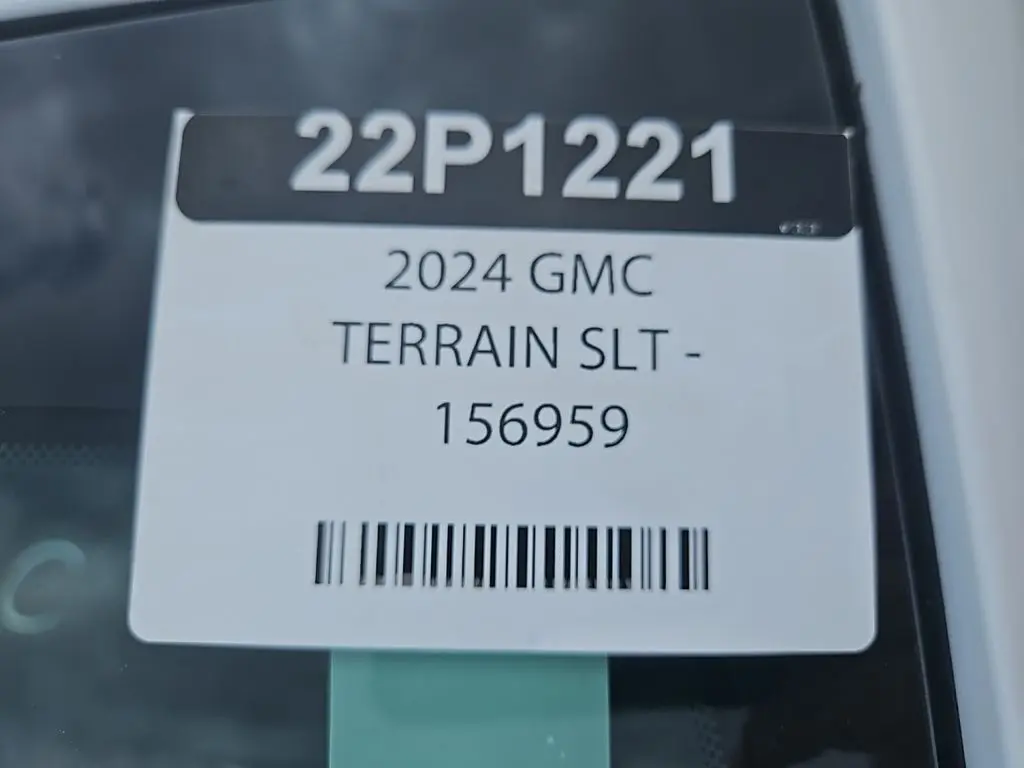 22P1221
2024 GMC
TERRAIN SLT -
156959
C